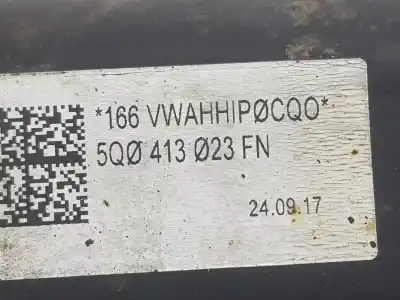 *166 VWAHHIPØCQO*
5QØ 413 Ø23 FN
24.09.17